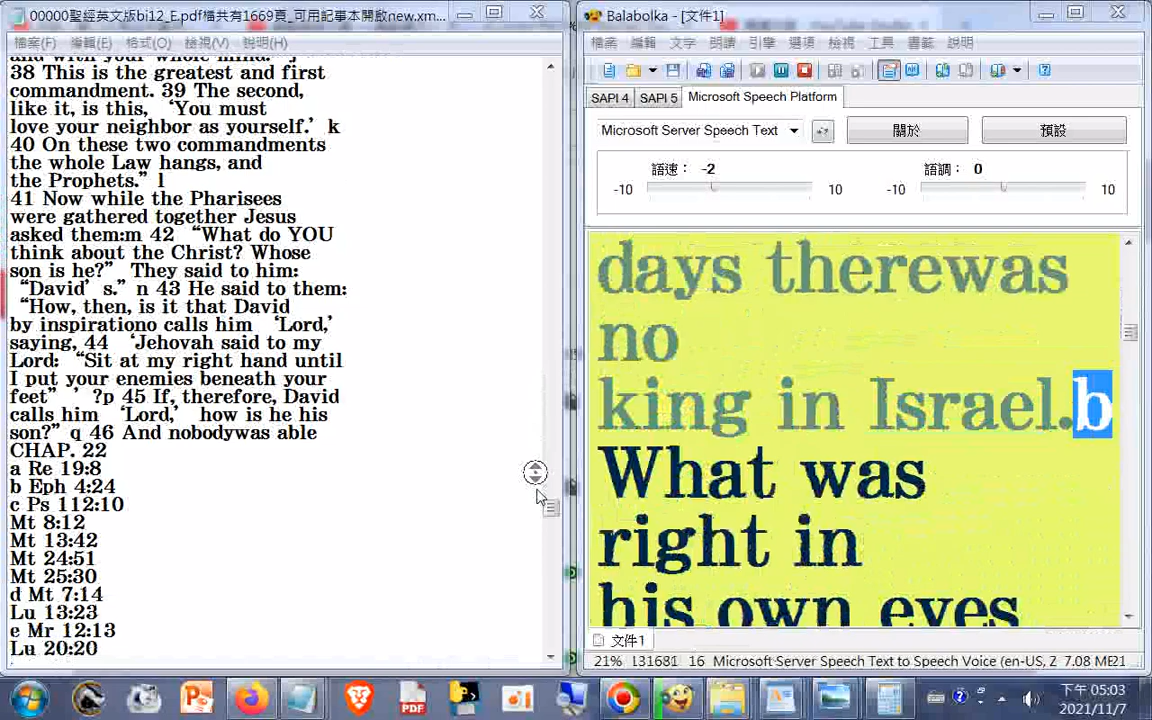 00000聖經英文版bi12_E.pdf檔共有1669頁_可用記事本開啟new.xm...
檔案(F) 編輯(E) 格式(O) 檢視(V) 說明(H)
and with your whole mind.’ j
38 This is the greatest and first
commandment. 39 The second,
like it, is this, ‘You must
love your neighbor as yourself.’ k
40 On these two commandments
the whole Law hangs, and
the Prophets.” l
41 Now while the Pharisees
were gathered together Jesus
asked them:m 42 “What do YOU
think about the Christ? Whose
son is he?” They said to him:
“David’s.” n 43 He said to them:
“How, then, is it that David
by inspirationo calls him ‘Lord,’
saying, 44 ‘Jehovah said to my
Lord: “Sit at my right hand until
I put your enemies beneath your
feet” ’ ?p 45 If, therefore, David
calls him ‘Lord,’ how is he his
son?” q 46 And nobodywas able
CHAP. 22
a Re 19:8
b Eph 4:24
c Ps 112:10
Mt 8:12
Mt 13:42
Mt 24:51
Mt 25:30
d Mt 7:14
Lu 13:23
e Mr 12:13
Lu 20:20
Balabolka - [文件1]
檔案 編輯 文字 朗讀 引擎 選項 檢視 工具 書籤 說明
SAPI 4 SAPI 5 Microsoft Speech Platform
Microsoft Server Speech Text 關於 預設
語速： -2 語調： 0
-10 10 -10 10
days therewas
no
king in Israel.b
What was
right in
his own eyes
文件1
21% 131681 16 Microsoft Server Speech Text to Speech Voice (en-US, Z 7.08 ME21
下午 05:03
2021/11/7